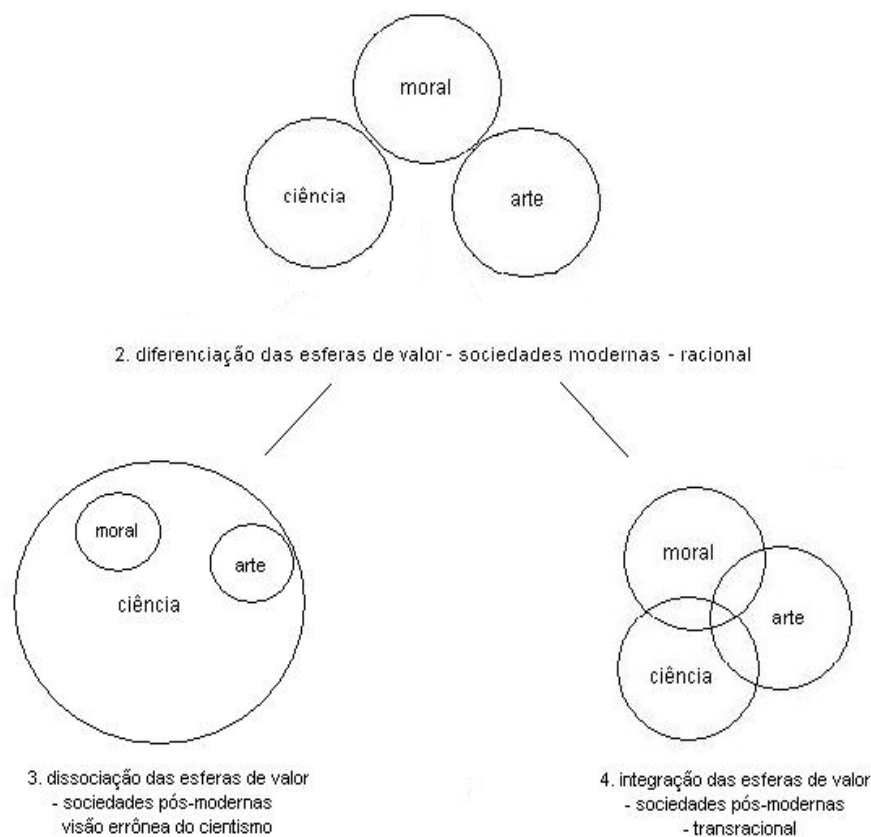 moral
ciência
arte
2. diferenciação das esferas de valor - sociedades modernas - racional
moral
arte
ciência
3. dissociação das esferas de valor
- sociedades pós-modernas
visão errônea do cientismo
moral
arte
ciência
4. integração das esferas de valor
- sociedades pós-modernas
- transracional